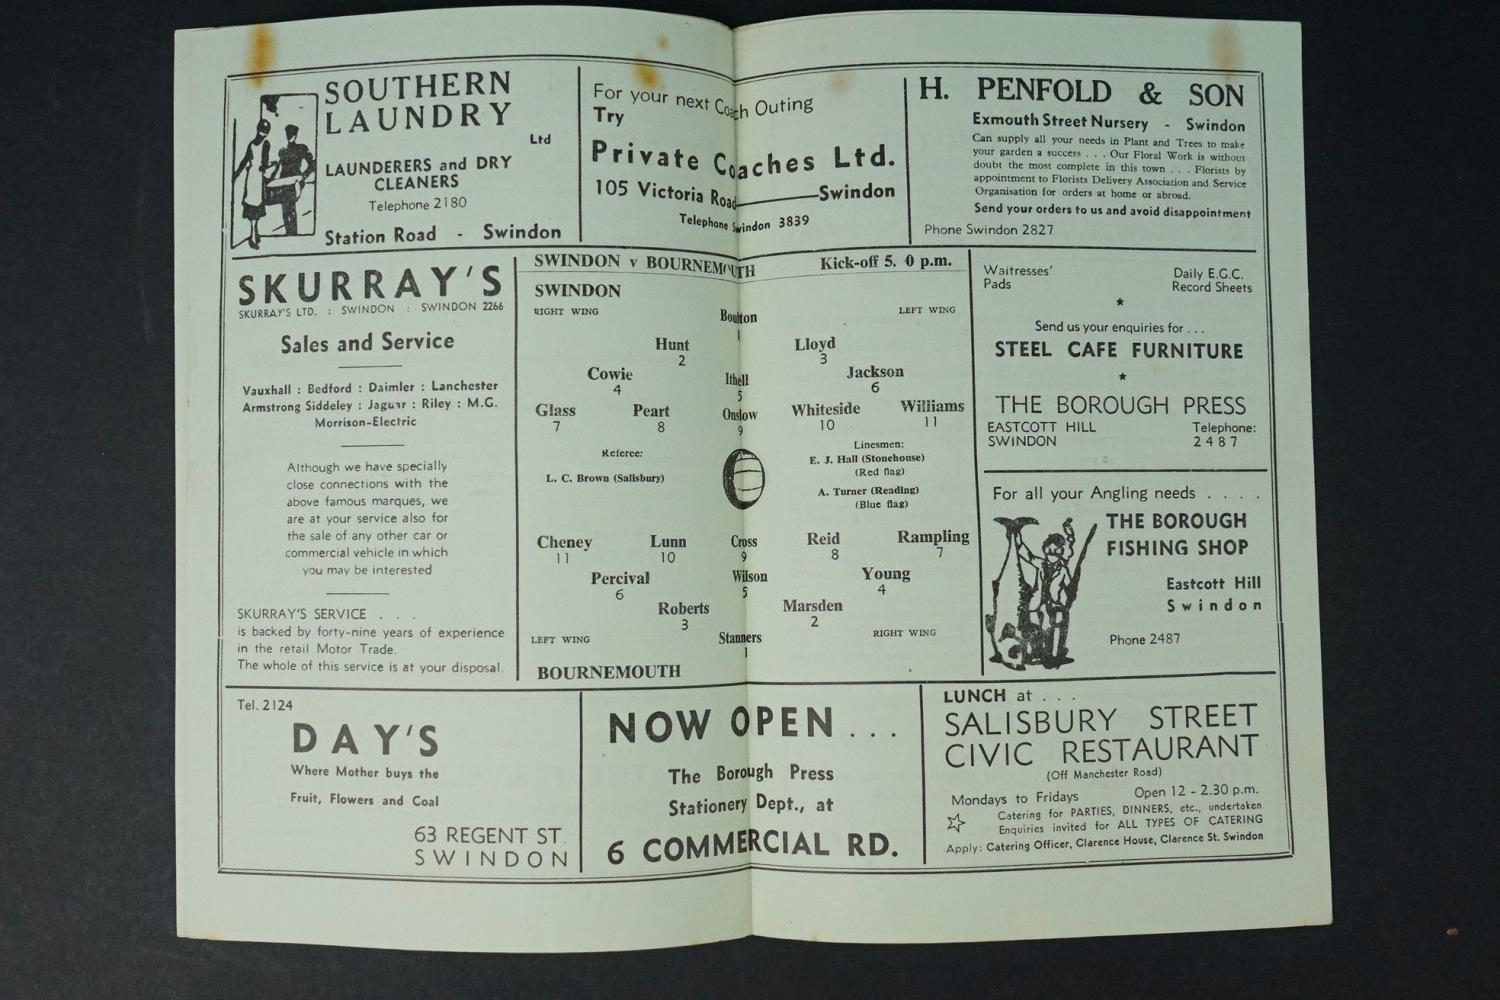 SOUTHERN
LAUNDRY
Ltd
LAUNDERERS and DRY
CLEANERS
Telephone 2180
Station Road - Swindon
For your next Coach Outing
Try
Private Coaches Ltd.
105 Victoria Road Swindon
Telephone Swindon 3839
H. PENFOLD & SON
Exmouth Street Nursery - Swindon
Can supply all your needs in Plant and Trees to make
your garden a success . . . Our Floral Work is without
doubt the most complete in this town . . . Florists by
appointment to Florists Delivery Association and Service
Organisation for orders at home or abroad.
Send your orders to us and avoid disappointment
Phone Swindon 2827
SKURRAY'S
SKURRAY'S LTD. : SWINDON : SWINDON 2266
Sales and Service
Vauxhall : Bedford : Daimler : Lanchester
Armstrong Siddeley : Jaguar : Riley : M.G.
Morrison-Electric
Although we have specially
close connections with the
above famous marques, we
are at your service also for
the sale of any other car or
commercial vehicle in which
you may be interested
SKURRAY'S SERVICE . . .
is backed by forty-nine years of experience
in the retail Motor Trade.
The whole of this service is at your disposal.
SWINDON v BOURNEMOUTH Kick-off 5. 0 p.m.
SWINDON
RIGHT WING Boulton LEFT WING
1
Hunt Lloyd
2 3
Cowie Ithell Jackson
4 5 6
Glass Peart Onslow Whiteside Williams
7 8 9 10 11
Referee:
L. C. Brown (Salisbury)
Linesmen:
E. J. Hall (Stonehouse)
(Red flag)
A. Turner (Reading)
(Blue flag)
Cheney Lunn Cross Reid Rampling
11 10 9 8 7
Percival Wilson Young
6 5 4
Roberts Marsden
3 2
LEFT WING Stanners RIGHT WING
1
BOURNEMOUTH
Waitresses' Daily E.G.C.
Pads Record Sheets
Send us your enquiries for . . .
STEEL CAFE FURNITURE
THE BOROUGH PRESS
EASTCOTT HILL Telephone:
SWINDON 2487
For all your Angling needs . . . .
THE BOROUGH
FISHING SHOP
Eastcott Hill
Swindon
Phone 2487
Tel. 2124
DAY'S
Where Mother buys the
Fruit, Flowers and Coal
63 REGENT ST.
SWINDON
NOW OPEN . . .
The Borough Press
Stationery Dept., at
6 COMMERCIAL RD.
LUNCH at . . .
SALISBURY STREET
CIVIC RESTAURANT
(Off Manchester Road)
Mondays to Fridays Open 12 - 2.30 p.m.
Catering for PARTIES, DINNERS, etc., undertaken
Enquiries invited for ALL TYPES OF CATERING
Apply: Catering Officer, Clarence House, Clarence St. Swindon